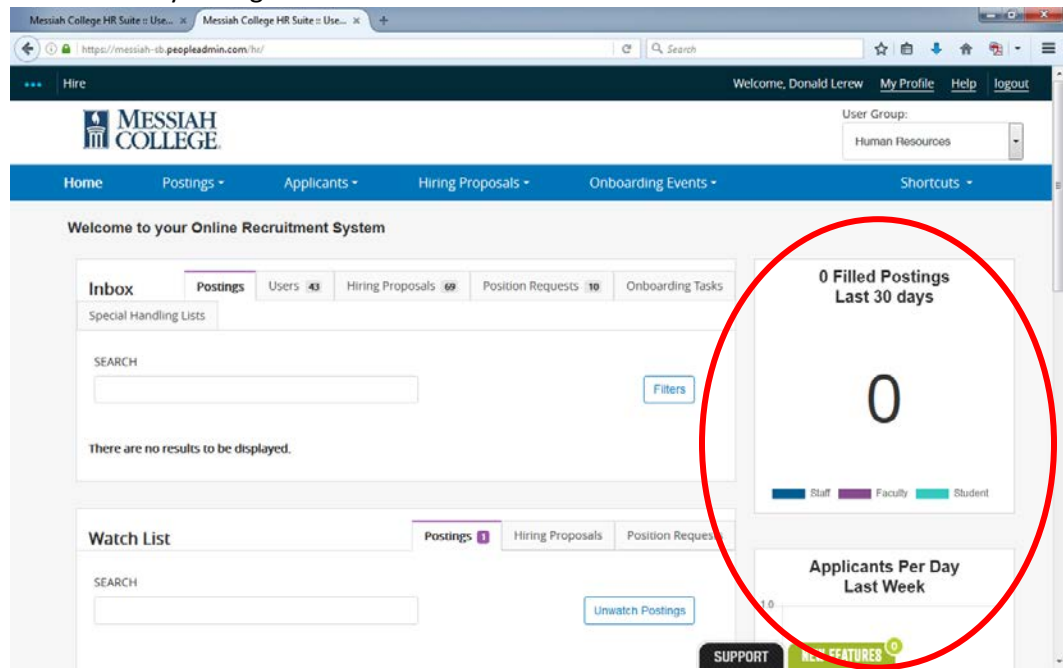 Messiah College HR Suite :: Use... × Messiah College HR Suite :: Use... × +
https://messiah-sb.peopleadmin.com/hr/ Search
Hire Welcome, Donald Lerew My Profile Help logout
MESSIAH
COLLEGE.
User Group:
Human Resources
Home Postings Applicants Hiring Proposals Onboarding Events Shortcuts
Welcome to your Online Recruitment System
Inbox Postings Users 43 Hiring Proposals 69 Position Requests 10 Onboarding Tasks
Special Handling Lists
SEARCH
Filters
There are no results to be displayed.
0 Filled Postings
Last 30 days
0
Staff Faculty Student
Watch List Postings 1 Hiring Proposals Position Requests
SEARCH
Unwatch Postings
Applicants Per Day
Last Week
1.0
SUPPORT NEW FEATURES 0